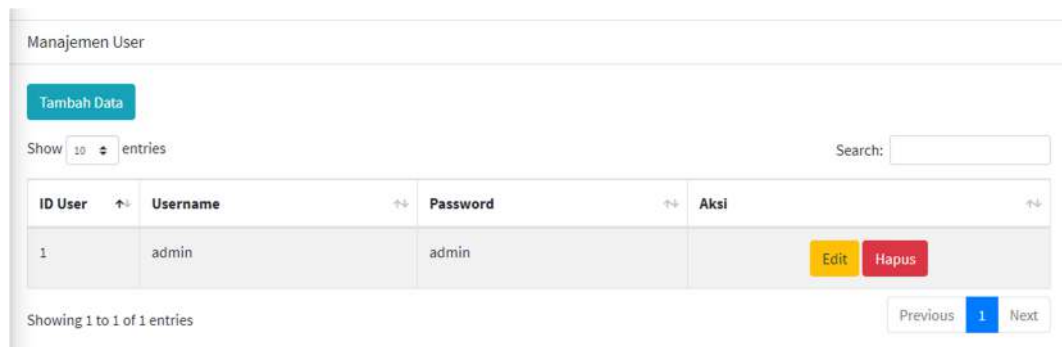 Manajemen User
Tambah Data
Show 10 entries Search:
ID User Username Password Aksi
1 admin admin Edit Hapus
Showing 1 to 1 of 1 entries Previous 1 Next